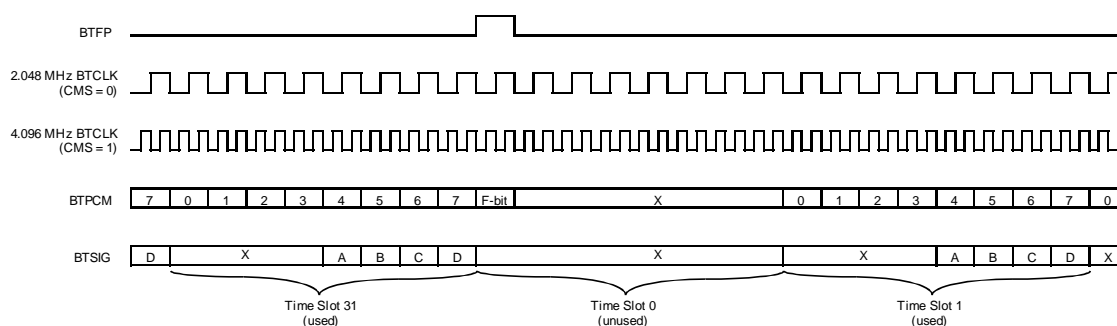 BTFP
2.048 MHz BTCLK
(CMS = 0)
4.096 MHz BTCLK
(CMS = 1)
BTPCM 7 0 1 2 3 4 5 6 7 F-bit X 0 1 2 3 4 5 6 7 0
BTSIG D X A B C D X X A B C D X
Time Slot 31 Time Slot 0 Time Slot 1
(used) (unused) (used)